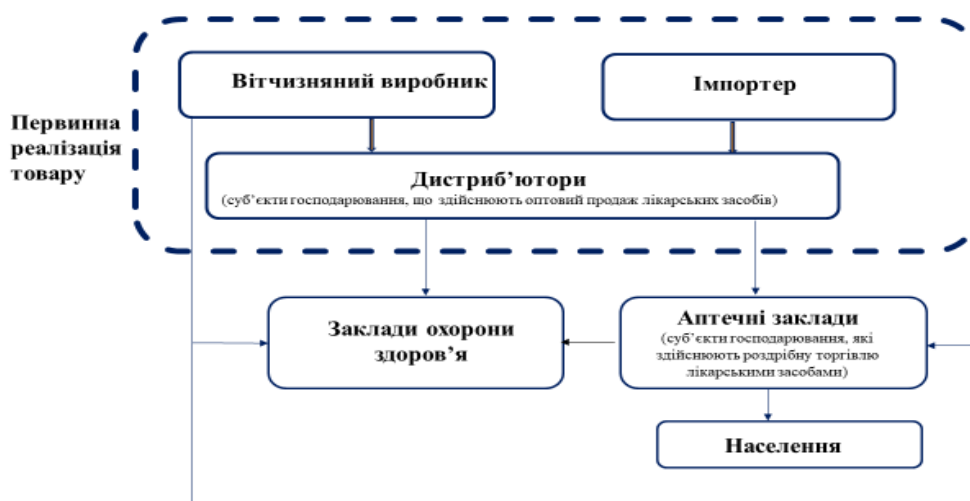 Вітчизняний виробник
Імпортер
Первинна
реалізація
товару
Дистриб’ютори
(суб’єкти господарювання, що здійснюють оптовий продаж лікарських засобів)
Заклади охорони
здоров’я
Аптечні заклади
(суб’єкти господарювання, які
здійснюють роздрібну торгівлю
лікарськими засобами)
Населення